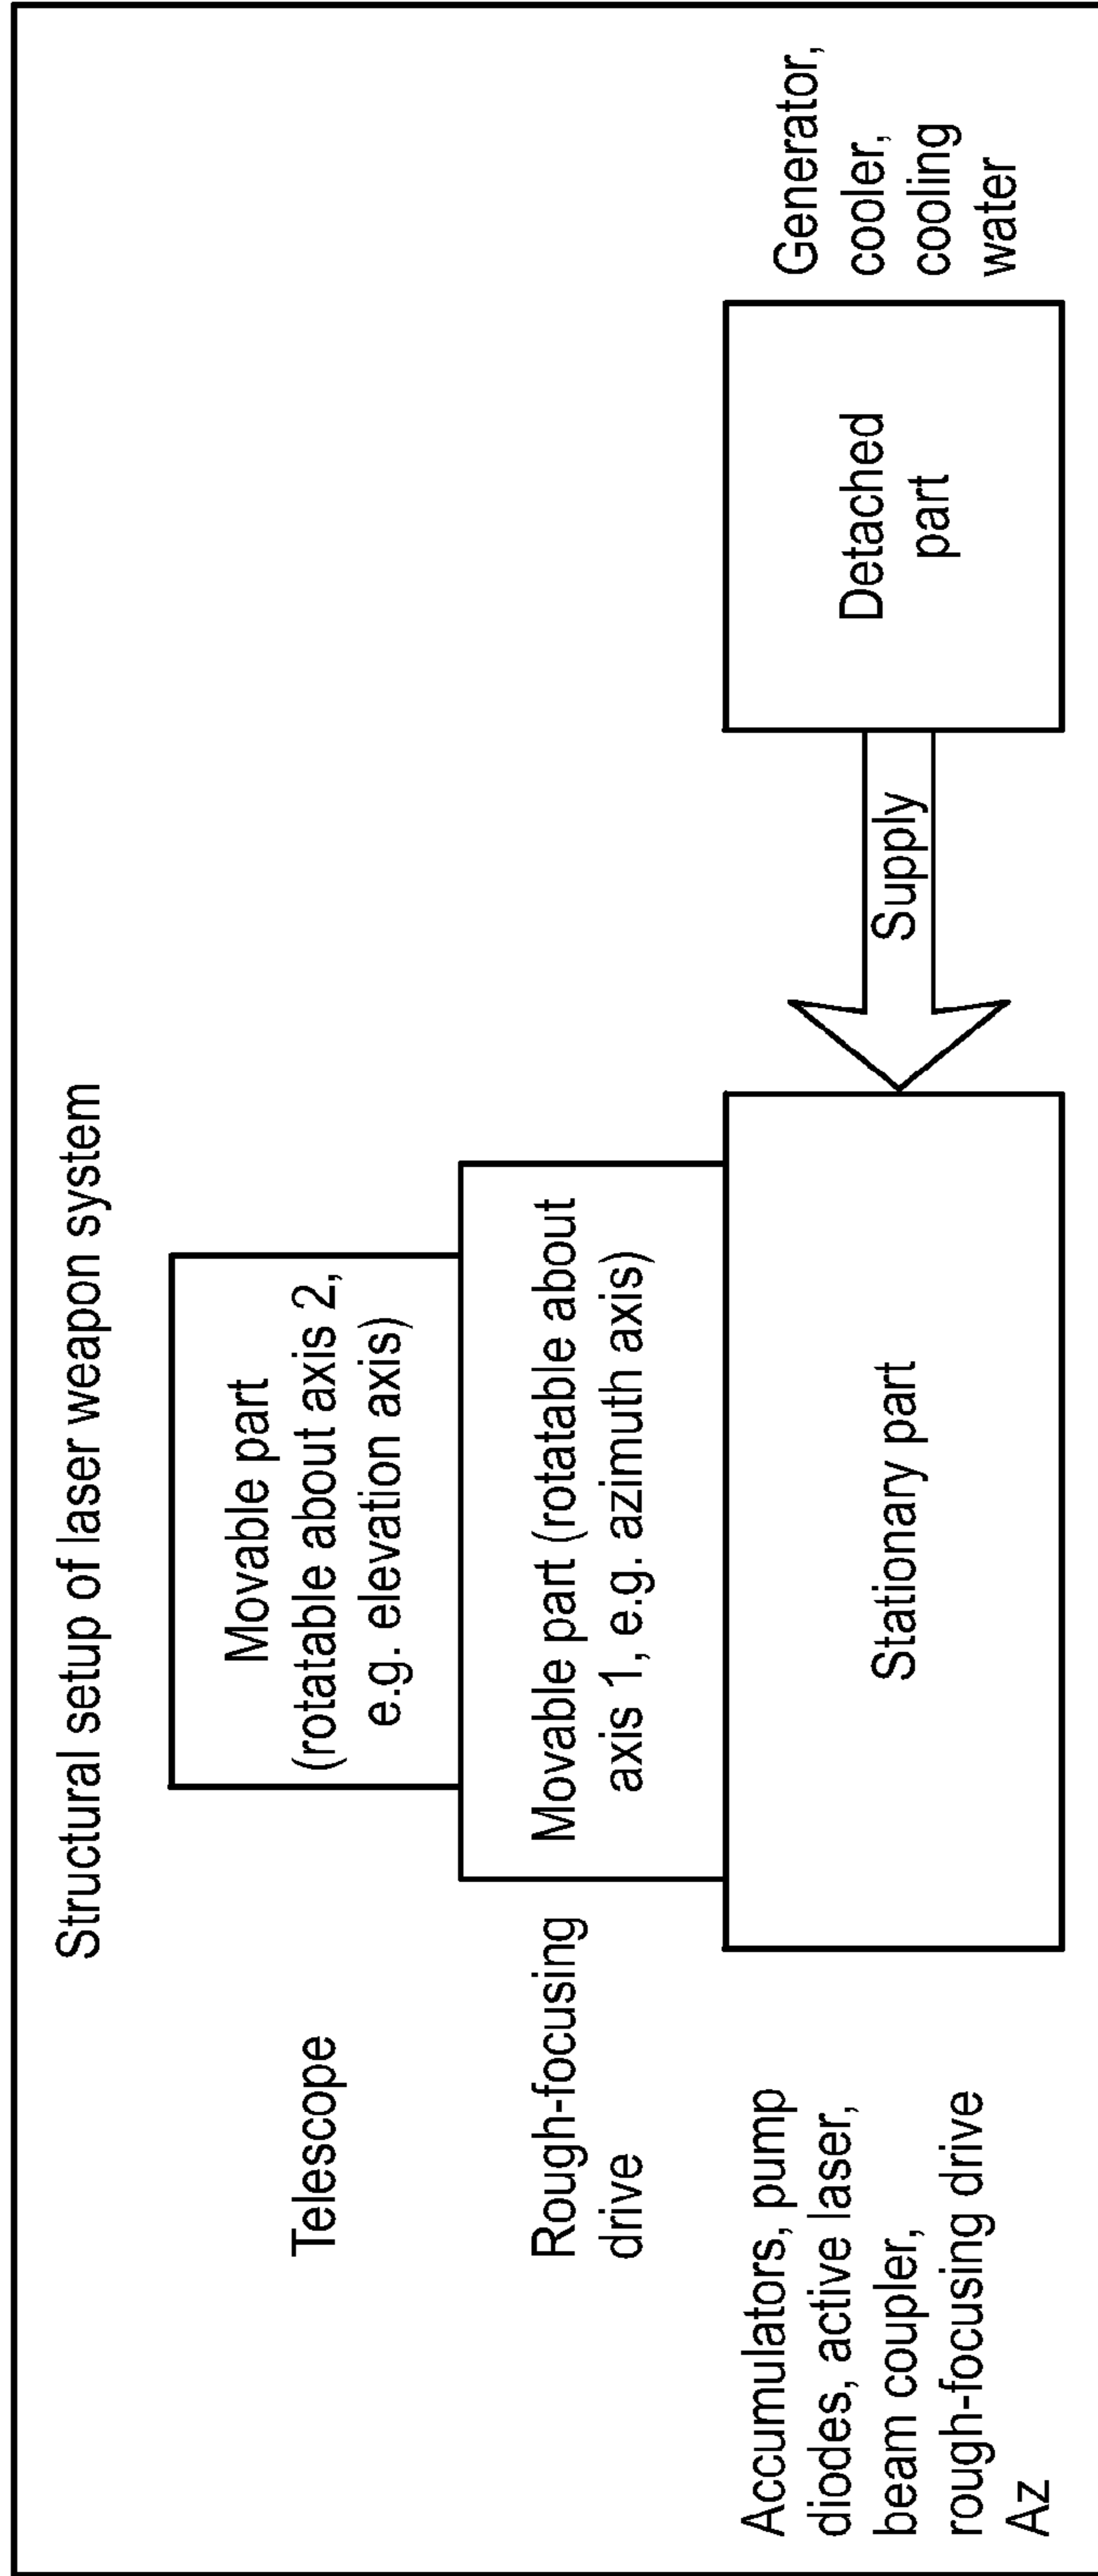 Structural setup of laser weapon system
Telescope
Movable part
(rotatable about axis 2,
e.g. elevation axis)
Rough-focusing
drive
Movable part (rotatable about
axis 1, e.g. azimuth axis)
Accumulators, pump
diodes, active laser,
beam coupler,
rough-focusing drive
Az
Stationary part
Supply
Detached
part
Generator,
cooler,
cooling
water